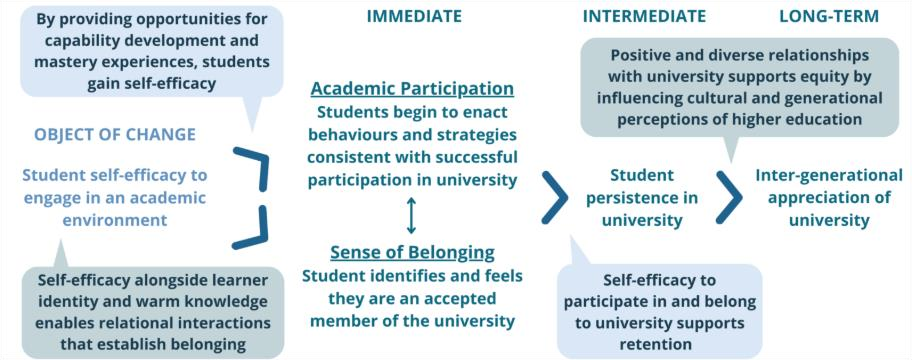 By providing opportunities for
capability development and
mastery experiences, students
gain self-efficacy
OBJECT OF CHANGE
Student self-efficacy to
engage in an academic
environment
Self-efficacy alongside learner
identity and warm knowledge
enables relational interactions
that establish belonging
IMMEDIATE
Academic Participation
Students begin to enact
behaviours and strategies
consistent with successful
participation in university
Sense of Belonging
Student identifies and feels
they are an accepted
member of the university
INTERMEDIATE
LONG-TERM
Positive and diverse relationships
with university supports equity by
influencing cultural and generational
perceptions of higher education
Student
persistence in
university
Inter-generational
appreciation of
university
Self-efficacy to
participate in and belong
to university supports
retention